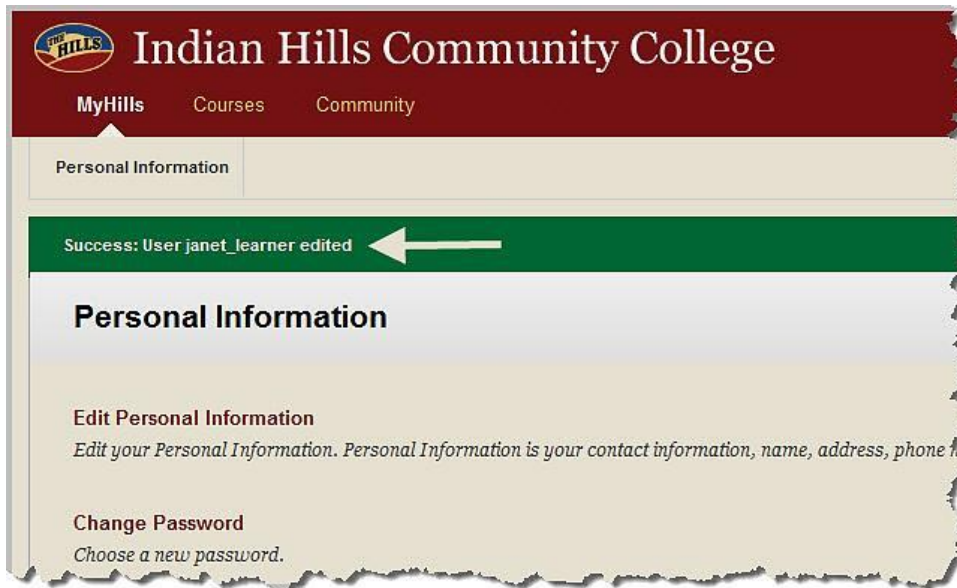 THE HILLS
Indian Hills Community College
MyHills Courses Community
Personal Information
Success: User janet_learner edited
Personal Information
Edit Personal Information
Edit your Personal Information. Personal Information is your contact information, name, address, phone
Change Password
Choose a new password.